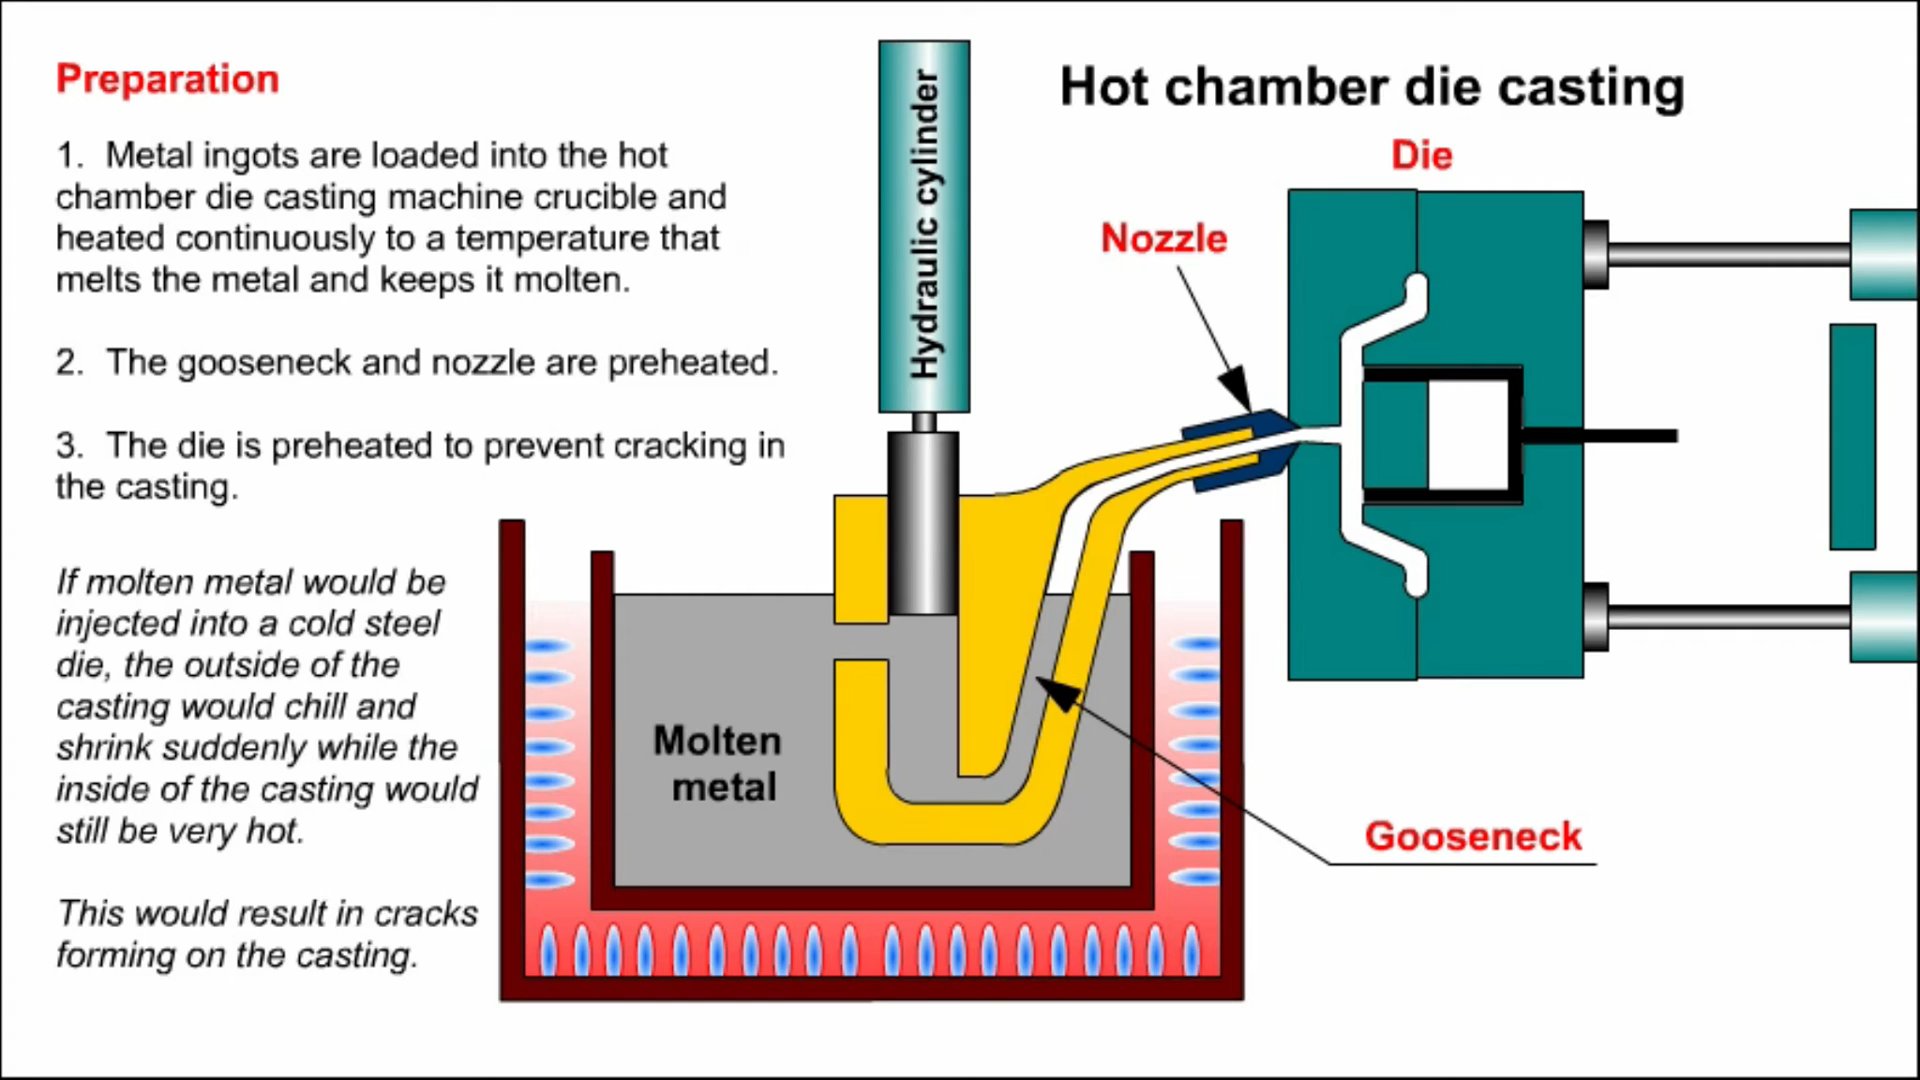 Preparation
1. Metal ingots are loaded into the hot
chamber die casting machine crucible and
heated continuously to a temperature that
melts the metal and keeps it molten.
2. The gooseneck and nozzle are preheated.
3. The die is preheated to prevent cracking in
the casting.
If molten metal would be
injected into a cold steel
die, the outside of the
casting would chill and
shrink suddenly while the
inside of the casting would
still be very hot.
This would result in cracks
forming on the casting.
Hydraulic cylinder
Hot chamber die casting
Die
Nozzle
Molten
metal
Gooseneck